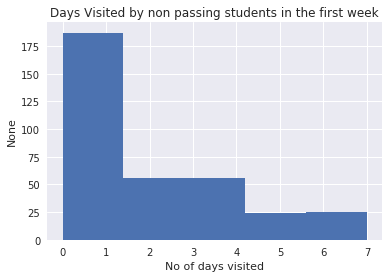 Days Visited by non passing students in the first week
175
150
125
100
75
50
25
0
None
0 1 2 3 4 5 6 7
No of days visited